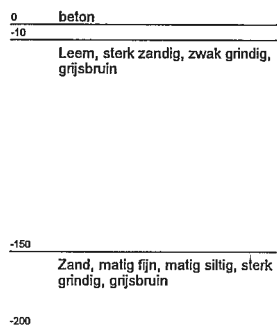 0 beton
-10
Leem, sterk zandig, zwak grindig,
grijsbruin
-150
Zand, matig fijn, matig siltig, sterk
grindig, grijsbruin
-200